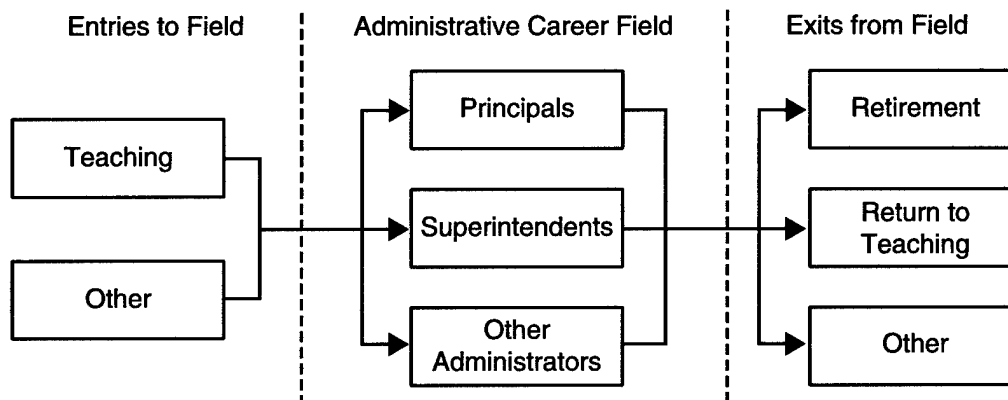 Entries to Field
Administrative Career Field
Exits from Field
Teaching
Other
Principals
Superintendents
Other
Administrators
Retirement
Return to
Teaching
Other